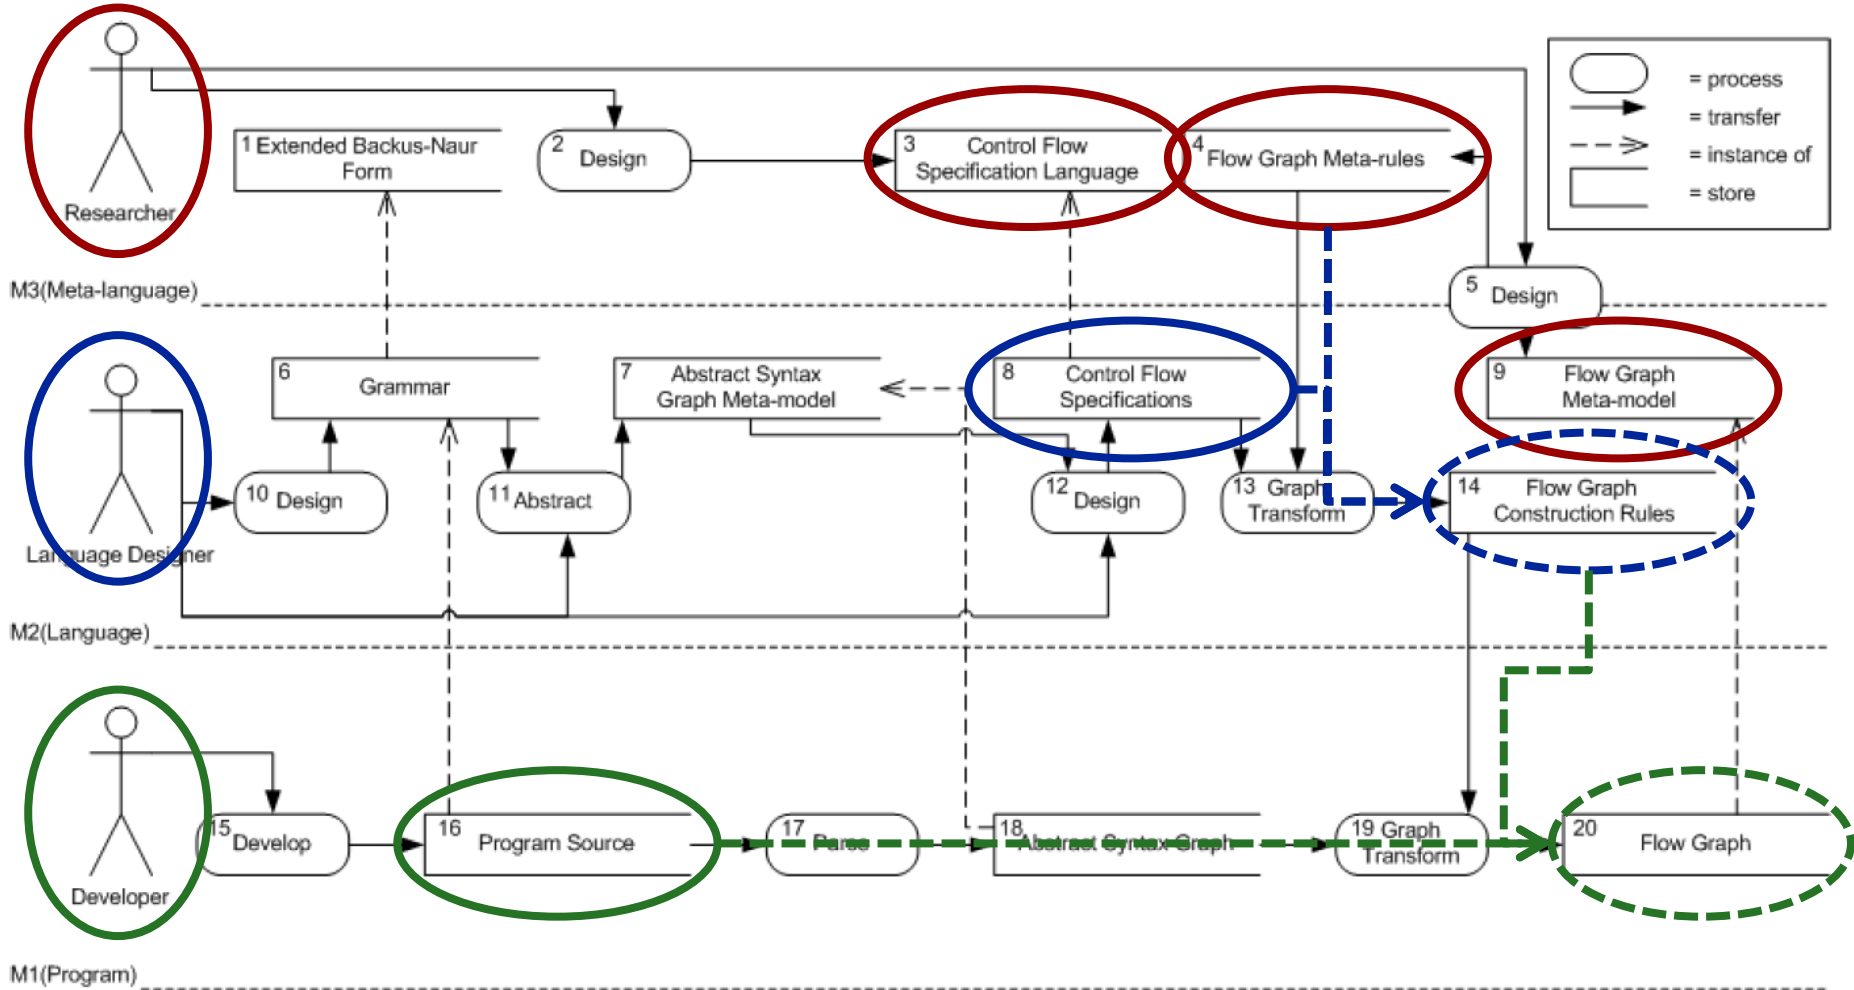 Researcher
1 Extended Backus-Naur
Form
2 Design
3 Control Flow
Specification Language
4 Flow Graph Meta-rules
= process
= transfer
= instance of
= store
5 Design
M3(Meta-language)
Language Designer
6 Grammar
7 Abstract Syntax
Graph Meta-model
8 Control Flow
Specifications
9 Flow Graph
Meta-model
10 Design
11 Abstract
12 Design
13 Graph
Transform
14 Flow Graph
Construction Rules
M2(Language)
Developer
15 Develop
16 Program Source
17 Parse
18 Abstract Syntax Graph
19 Graph
Transform
20 Flow Graph
M1(Program)